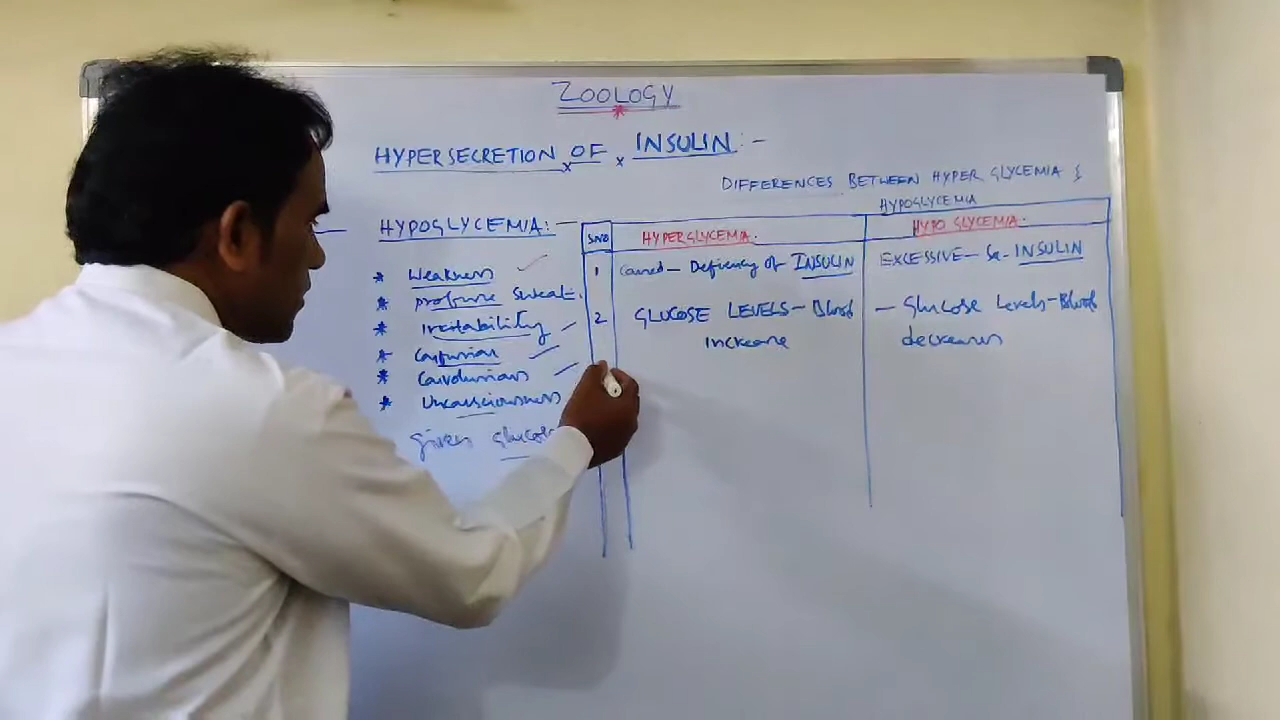 ZOOLOGY
HYPERSECRETION OF INSULIN:-
DIFFERENCES BETWEEN HYPER GLYCEMIA &
HYPOGLYCEMIA
HYPOGLYCEMIA:-
* Weakness
* profuse sweat.
* Irritability
* Confusion
* Convulsions
* Unconsciousness
given glucose
S.NO HYPERGLYCEMIA. HYPO GLYCEMIA.
1 Caused - Deficiency of INSULIN EXCESSIVE - Se- INSULIN
2 GLUCOSE LEVELS - Blood - Glucose Levels - Blood
increase decreases